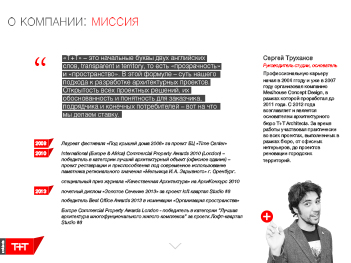 О КОМПАНИИ: МИССИЯ
“
«T+T» – это начальные буквы двух английских
слов, transparent и territory, то есть «прозрачность»
и «пространство». В этой формуле – суть нашего
подхода к разработке архитектурных проектов.
Открытость всех проектных решений, их
обоснованность и понятность для заказчика,
подрядчика и конечных потребителей - вот на что
мы делаем ставку.
2009 Лауреат фестиваля «Под крышей дома 2009» за проект БЦ «Time Center»
2010 International (Europe & Africa) Commercial Property Awards 2010 (London) –
победитель в категории лучший архитектурный объект (офисное здание) –
проект реставрации и приспособления под современное использование
памятника регионального значения «Мельница И.А. Зарывнова» г. Оренбург.
специальный приз журнала «Качественная Архитектура» на АрхиКонкурс 2010
2013 почетный диплом «Золотое Сечение 2013» за проект loft квартал Studio #8
победитель Best Office Awards 2013 в номинации «Организация пространства»
Europe Commercial Property Awards London - победитель в категории "Лучшая
архитектура многофункционального жилого комплекса" за проект Лофт-квартал
Studio #8
Сергей Труханов
Руководитель студии, основатель
Профессиональную карьеру
начал в 2004 году и уже в 2007
году организовал компанию
Machouse Concept Design, в
рамках которой проработал до
2011 года. С 2012 года
возглавляет и является
основателем архитектурного
бюро T+T Architects. За время
работы участвовал практически
во всех проектах, выполненных в
рамках бюро, от офисных
интерьеров, до проектов
реновации городских
территорий.
+
T+T